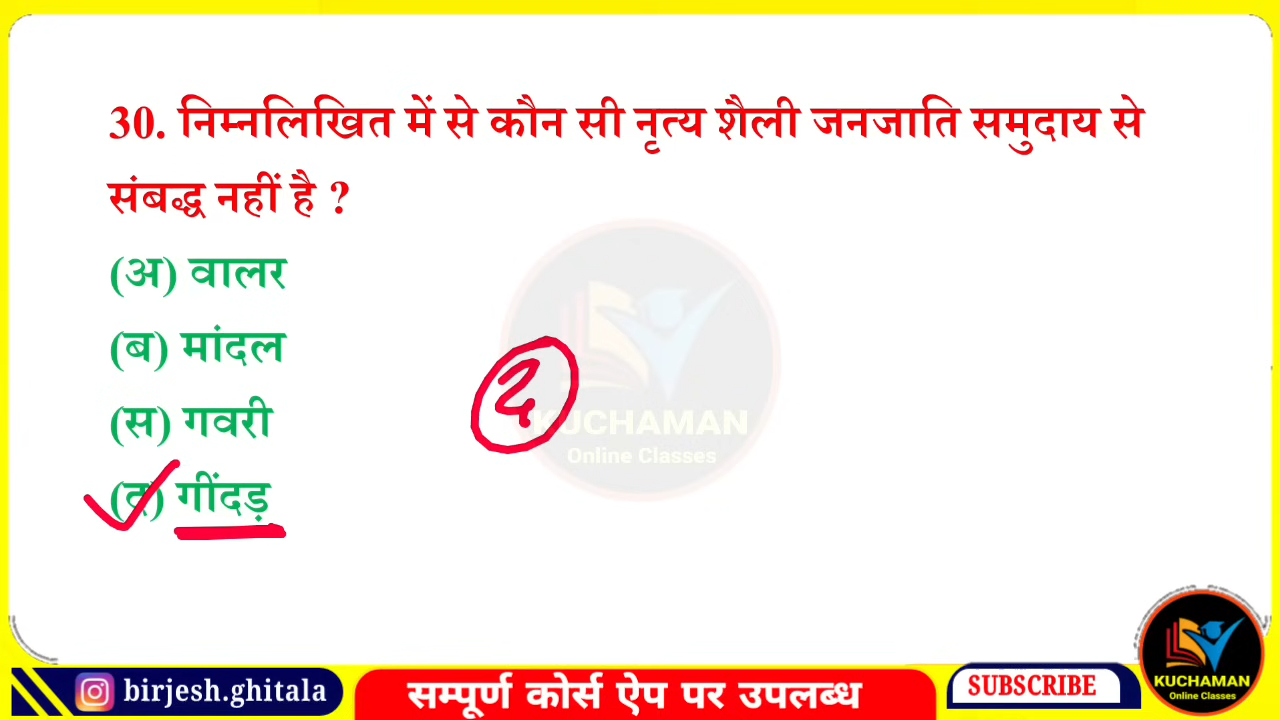 30. निम्नलिखित में से कौन सी नृत्य शैली जनजाति समुदाय से
संबद्ध नहीं है ?
(अ) वालर
(ब) मांदल
(स) गवरी
(द) गींदड़
द
KUCHAMAN
Online Classes
birjesh.ghitala
सम्पूर्ण कोर्स ऐप पर उपलब्ध
SUBSCRIBE
KUCHAMAN
Online Classes